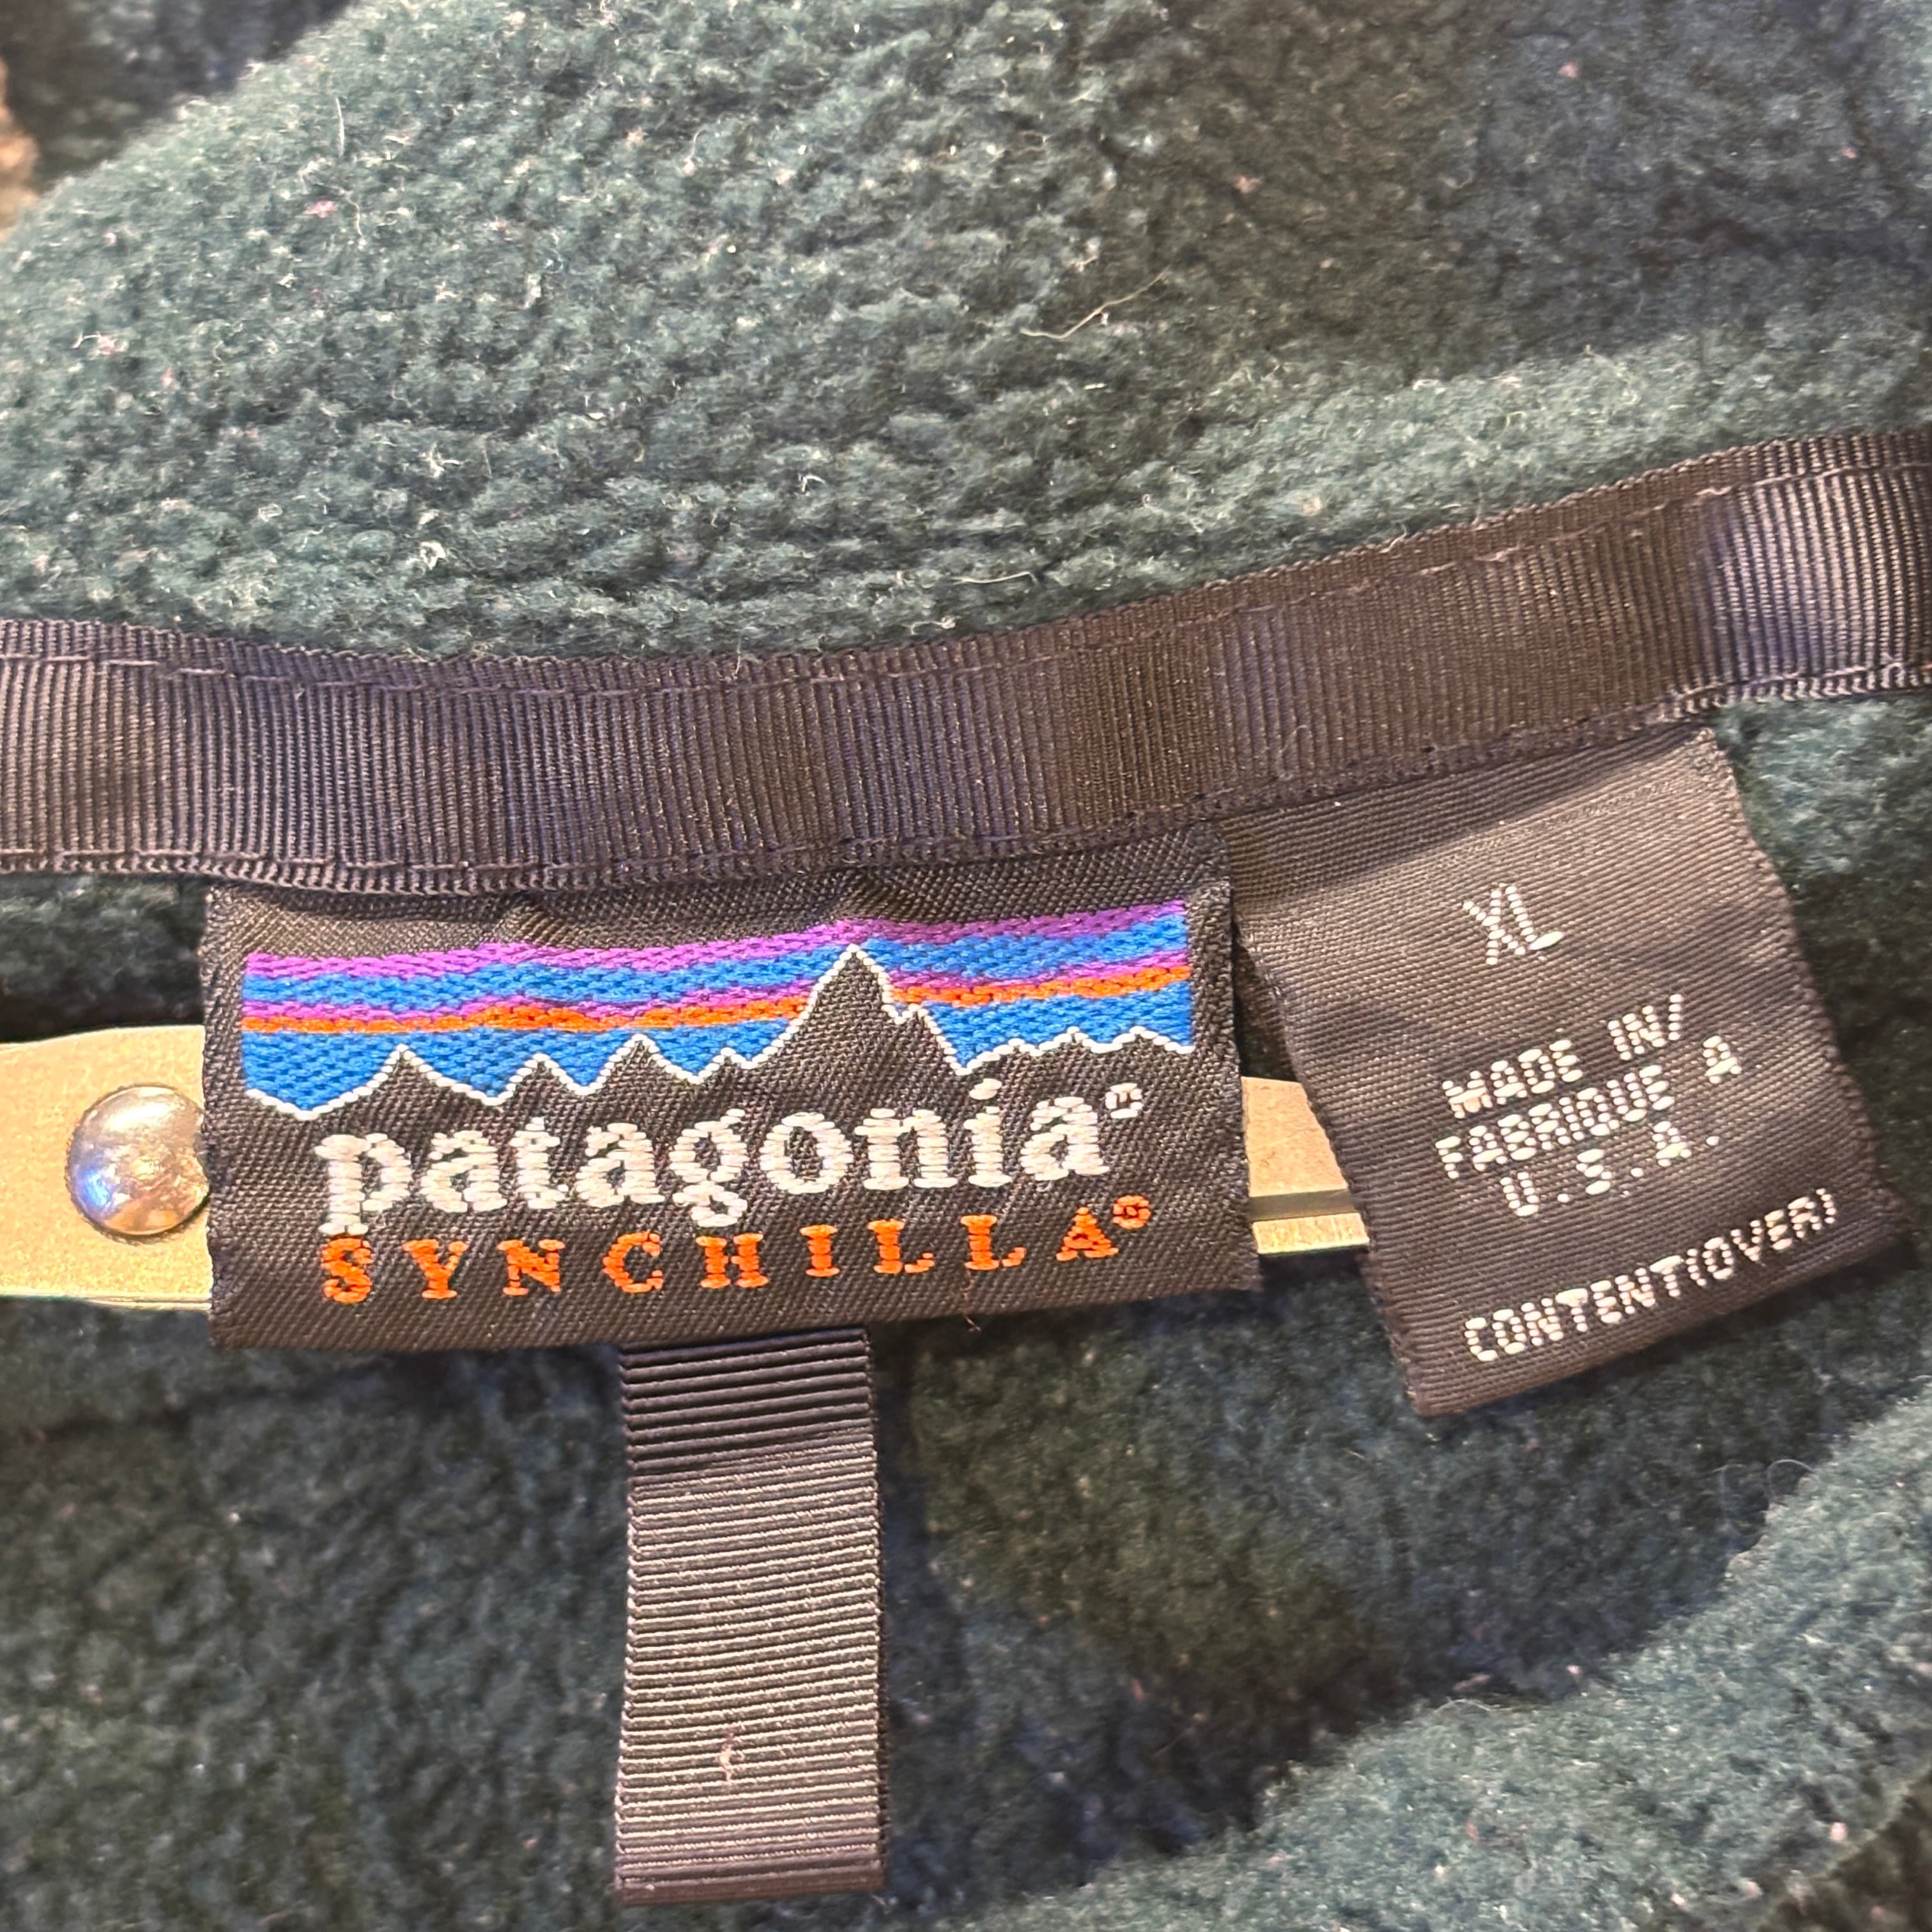 patagonia®
SYNCHILLA®
XL
MADE IN/
FABRIQUE A
U.S.A.
CONTENT(OVER)